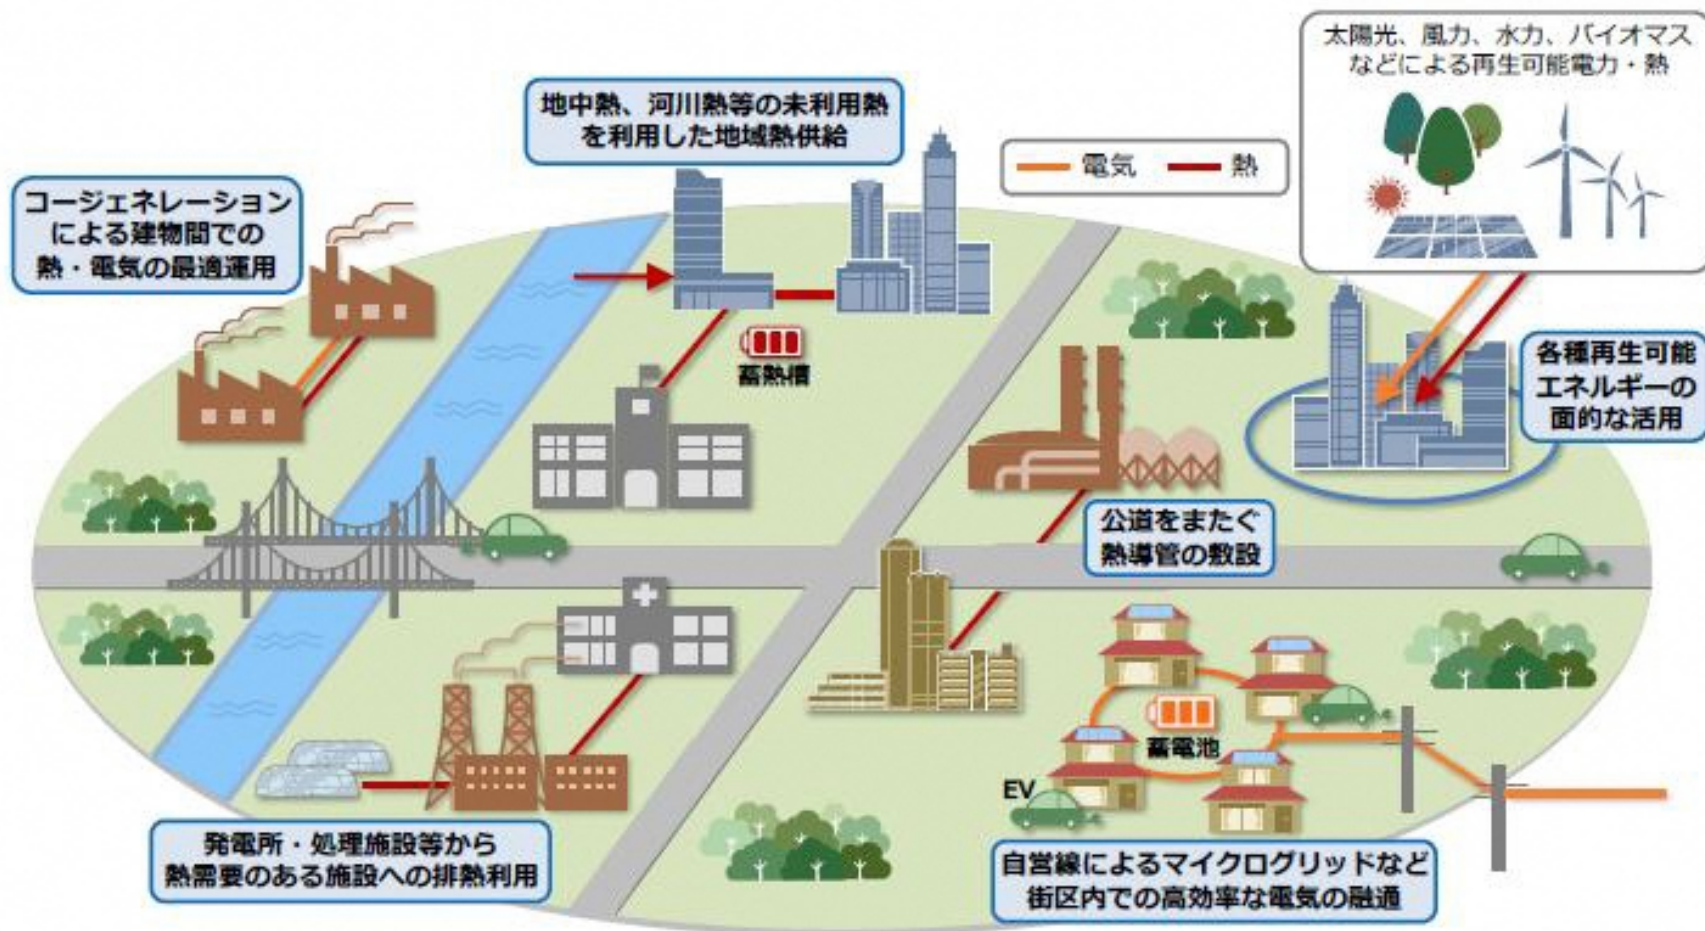 太陽光、風力、水力、バイオマス
などによる再生可能電力・熱
地中熱、河川熱等の未利用熱
を利用した地域熱供給
電気
熱
コージェネレーション
による建物間での
熱・電気の最適運用
蓄熱槽
各種再生可能
エネルギーの
面的な活用
公道をまたぐ
熱導管の敷設
蓄電池
EV
発電所・処理施設等から
熱需要のある施設への排熱利用
自営線によるマイクログリッドなど
街区内での高効率な電気の融通